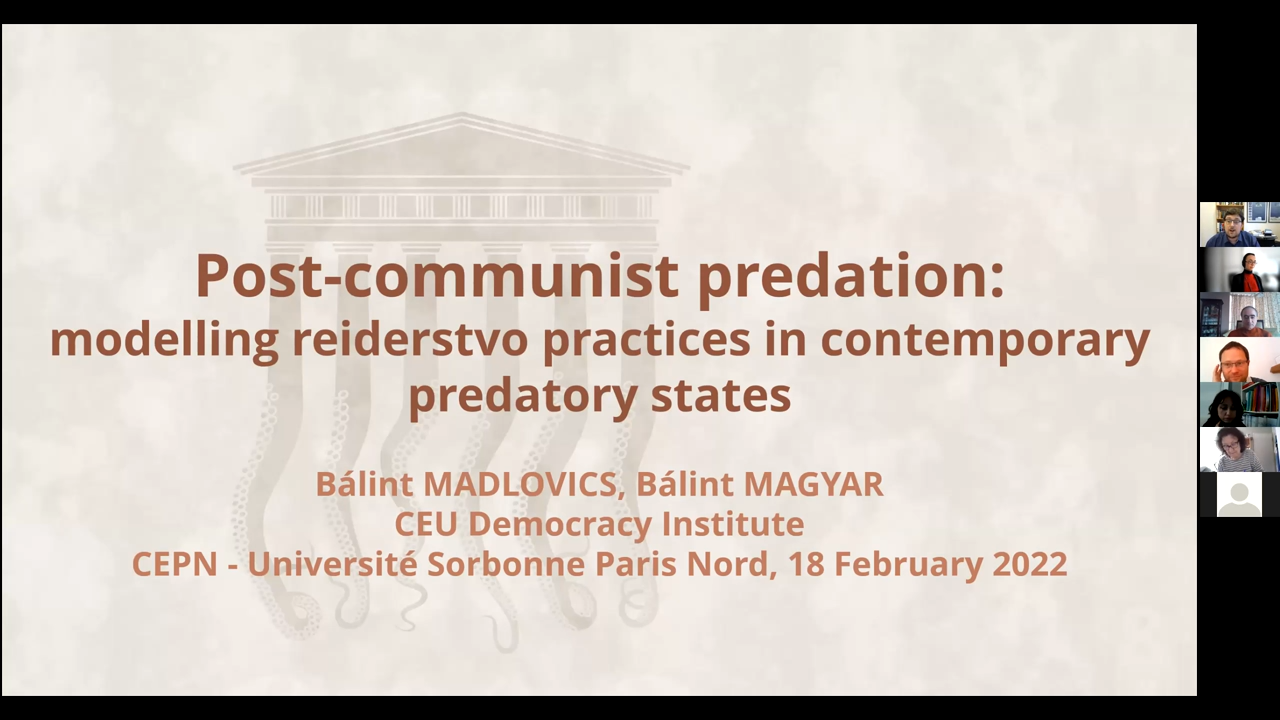 Post-communist predation:
modelling reiderstvo practices in contemporary
predatory states
Bálint MADLOVICS, Bálint MAGYAR
CEU Democracy Institute
CEPN - Université Sorbonne Paris Nord, 18 February 2022